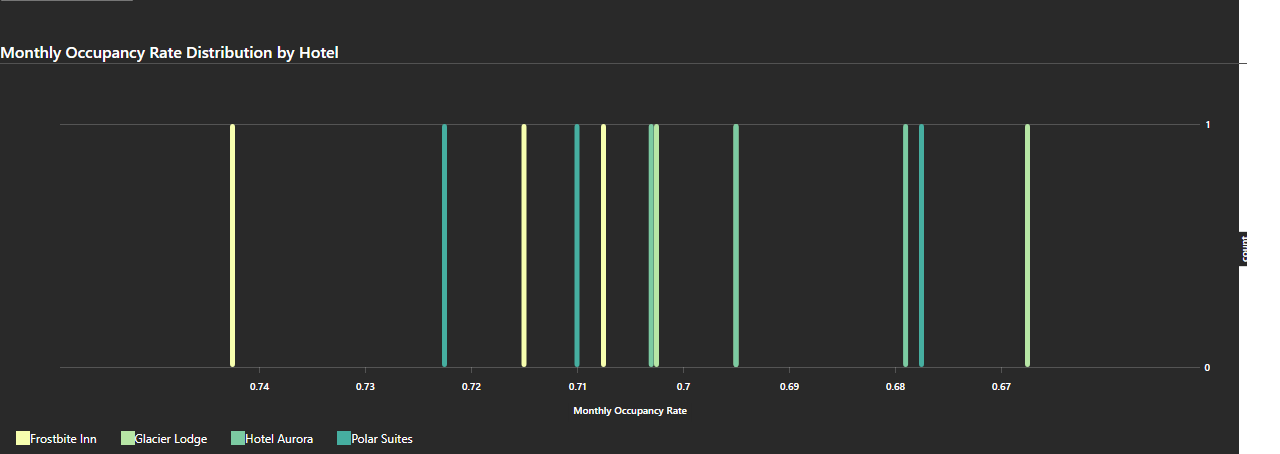 Monthly Occupancy Rate Distribution by Hotel
1
count
0
0.74 0.73 0.72 0.71 0.7 0.69 0.68 0.67
Monthly Occupancy Rate
Frostbite Inn Glacier Lodge Hotel Aurora Polar Suites